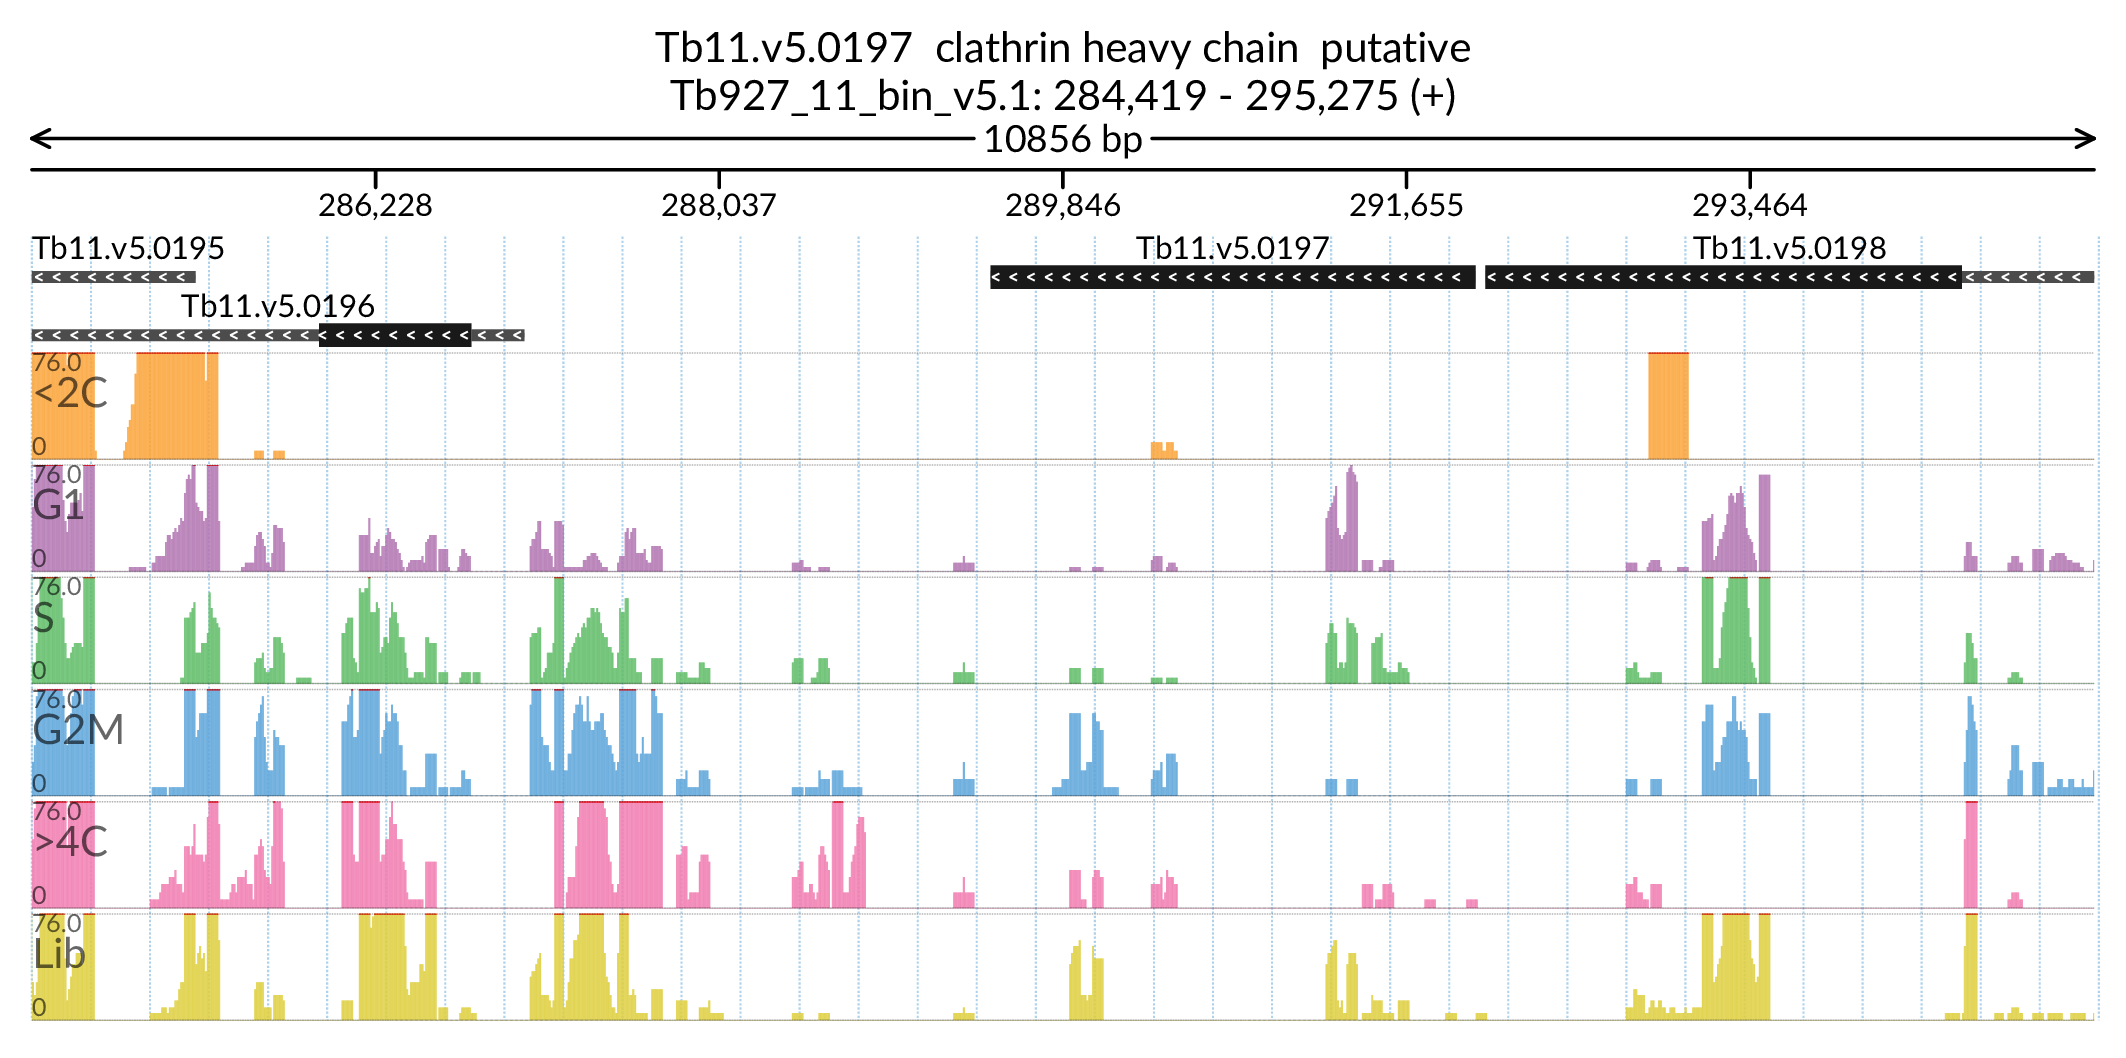 Tb11.v5.0197  clathrin heavy chain  putative
Tb927_11_bin_v5.1: 284,419 - 295,275 (+)
10856 bp
286,228 288,037 289,846 291,655 293,464
Tb11.v5.0195 Tb11.v5.0197 Tb11.v5.0198
Tb11.v5.0196
76.0
<2C
0
76.0
G1
0
76.0
S
0
76.0
G2M
0
76.0
>4C
0
76.0
Lib
0